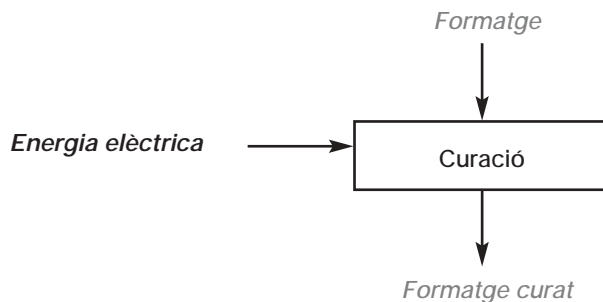 Formatge
Energia elèctrica
Curació
Formatge curat